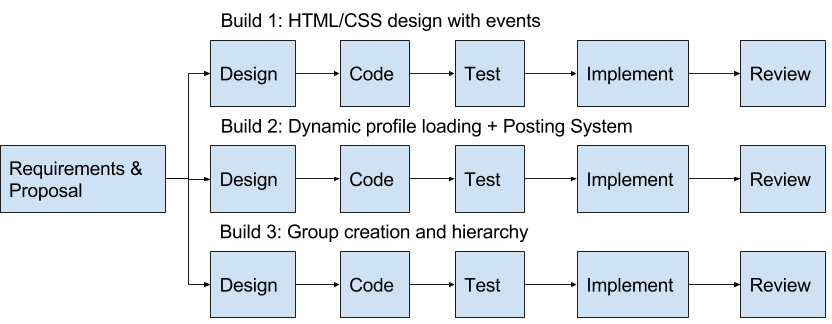 Build 1: HTML/CSS design with events
Design
Code
Test
Implement
Review
Build 2: Dynamic profile loading + Posting System
Requirements &
Proposal
Design
Code
Test
Implement
Review
Build 3: Group creation and hierarchy
Design
Code
Test
Implement
Review